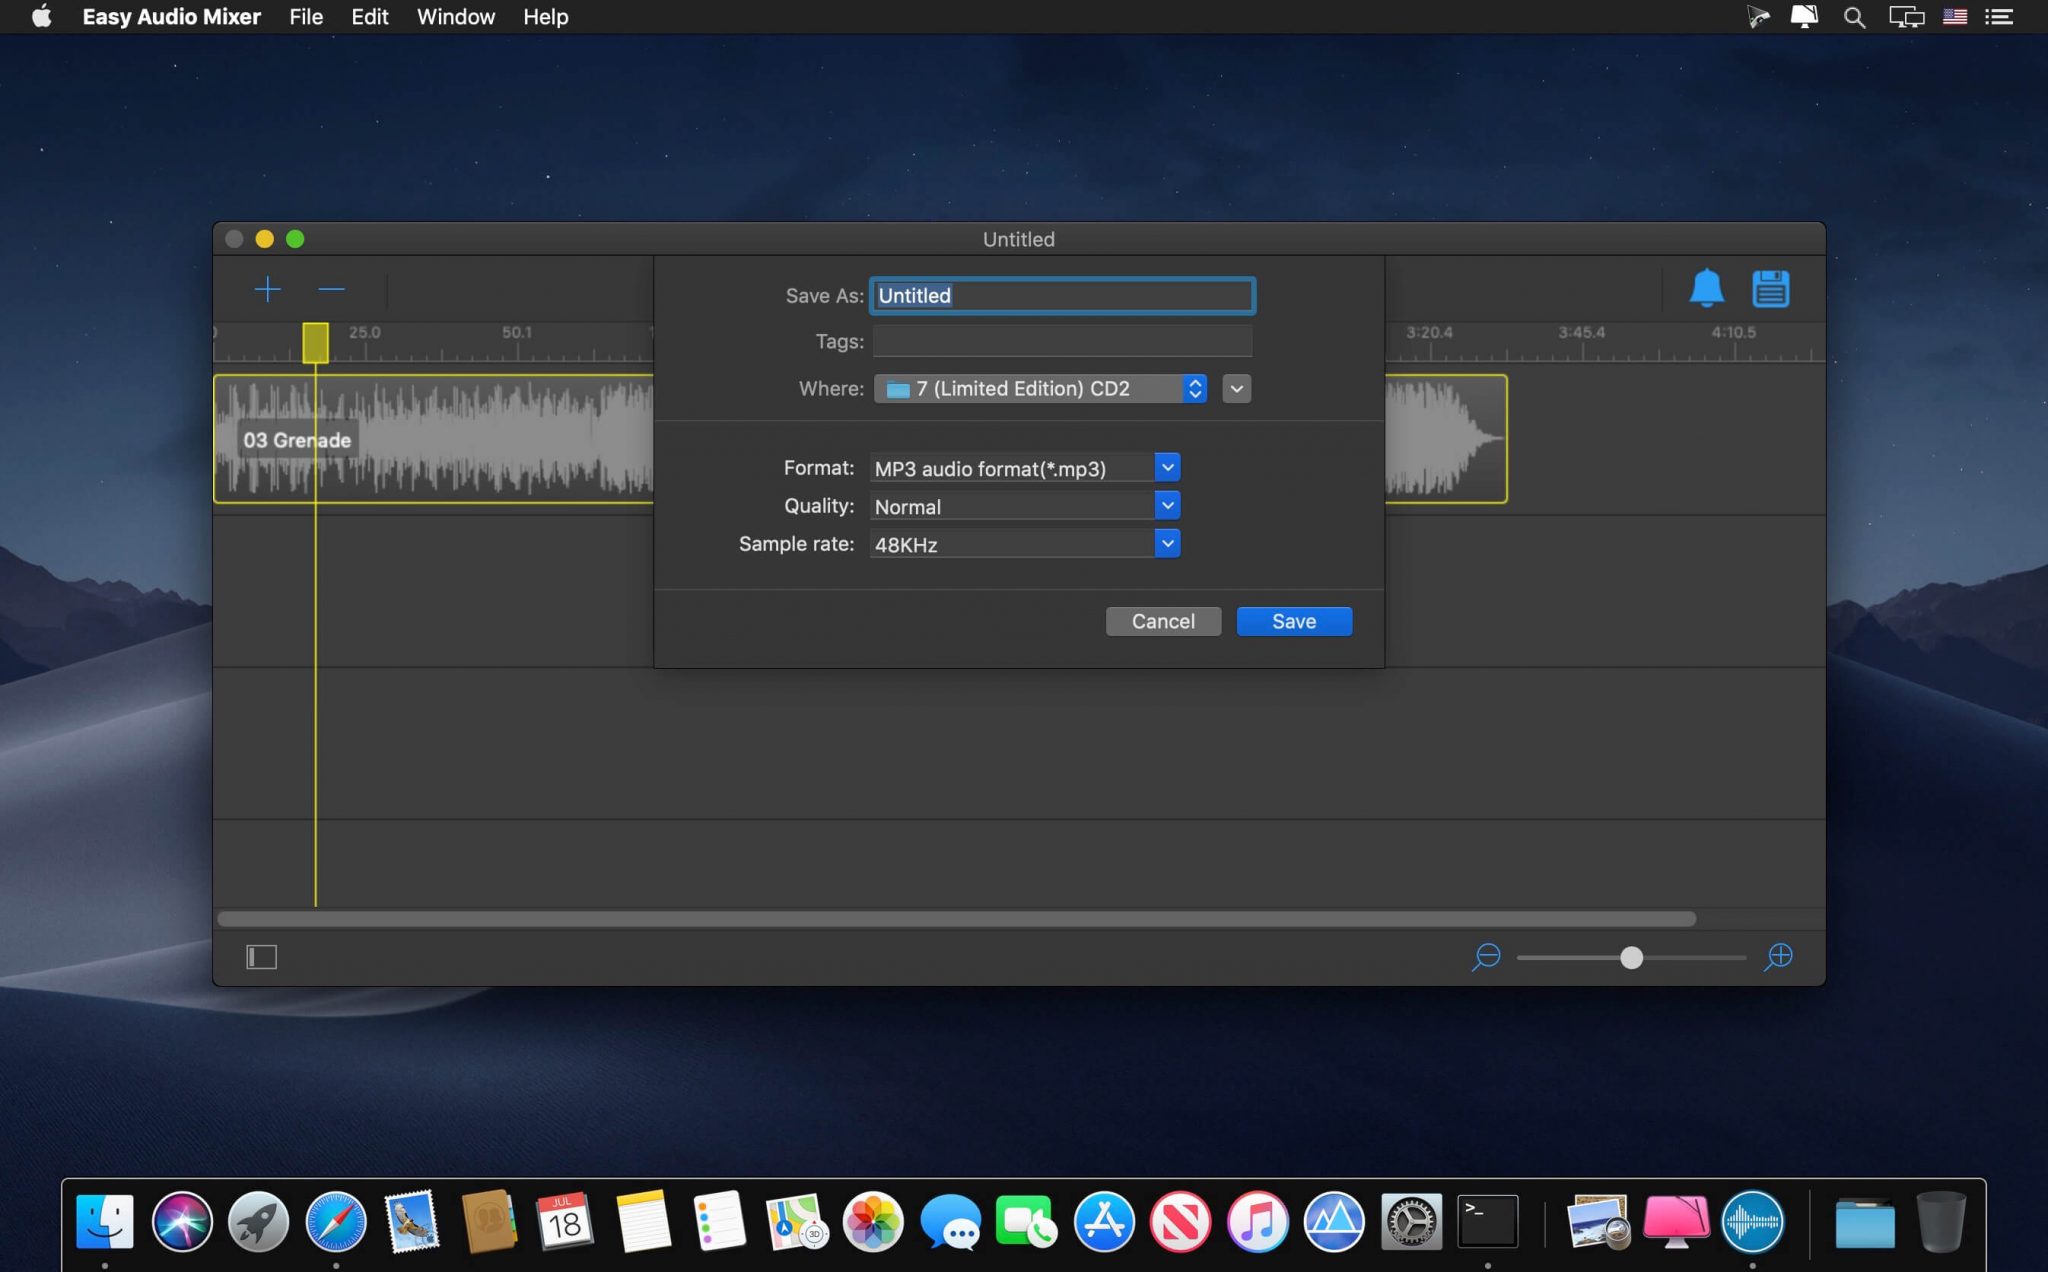 Easy Audio Mixer File Edit Window Help
Untitled
Save As: Untitled
Tags:
Where: 7 (Limited Edition) CD2
25.0 50.1 3:20.4 3:45.4 4:10.5
03 Grenade
Format: MP3 audio format(*.mp3)
Quality: Normal
Sample rate: 48KHz
Cancel Save
JUL
18
3D
>_